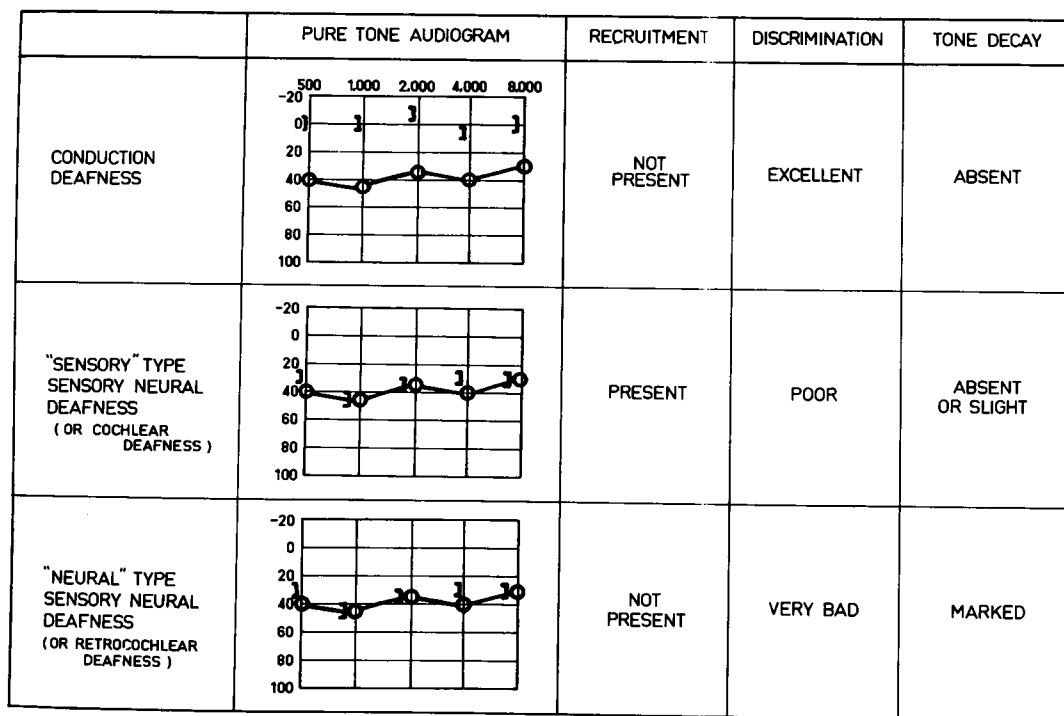 PURE TONE AUDIOGRAM
RECRUITMENT
DISCRIMINATION
TONE DECAY
CONDUCTION
DEAFNESS
500 1.000 2.000 4.000 8.000
-20
0
20
40
60
80
100
NOT
PRESENT
EXCELLENT
ABSENT
"SENSORY" TYPE
SENSORY NEURAL
DEAFNESS
(OR COCHLEAR
DEAFNESS)
-20
0
20
40
60
80
100
PRESENT
POOR
ABSENT
OR SLIGHT
"NEURAL" TYPE
SENSORY NEURAL
DEAFNESS
(OR RETROCOCHLEAR
DEAFNESS)
-20
0
20
40
60
80
100
NOT
PRESENT
VERY BAD
MARKED